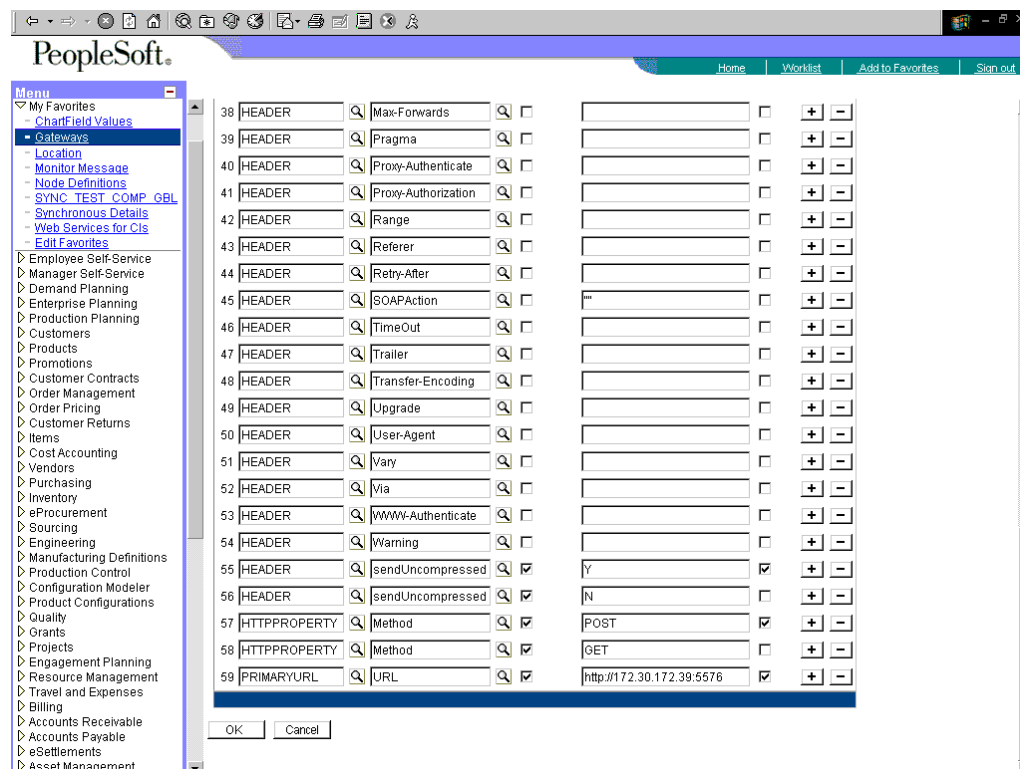 PeopleSoft.
Home Worklist Add to Favorites Sign out
Menu
My Favorites
ChartField Values
Gateways
Location
Monitor Message
Node Definitions
SYNC_TEST_COMP_GBL
Synchronous Details
Web Services for CIs
Edit Favorites
Employee Self-Service
Manager Self-Service
Demand Planning
Enterprise Planning
Production Planning
Customers
Products
Promotions
Customer Contracts
Order Management
Order Pricing
Customer Returns
Items
Cost Accounting
Vendors
Purchasing
Inventory
eProcurement
Sourcing
Engineering
Manufacturing Definitions
Production Control
Configuration Modeler
Product Configurations
Quality
Grants
Projects
Engagement Planning
Resource Management
Travel and Expenses
Billing
Accounts Receivable
Accounts Payable
eSettlements
Asset Management
38 HEADER Max-Forwards
39 HEADER Pragma
40 HEADER Proxy-Authenticate
41 HEADER Proxy-Authorization
42 HEADER Range
43 HEADER Referer
44 HEADER Retry-After
45 HEADER SOAPAction ""
46 HEADER TimeOut
47 HEADER Trailer
48 HEADER Transfer-Encoding
49 HEADER Upgrade
50 HEADER User-Agent
51 HEADER Vary
52 HEADER Via
53 HEADER WWW-Authenticate
54 HEADER Warning
55 HEADER sendUncompressed Y
56 HEADER sendUncompressed N
57 HTTPPROPERTY Method POST
58 HTTPPROPERTY Method GET
59 PRIMARYURL URL http://172.30.172.39:5576
OK Cancel